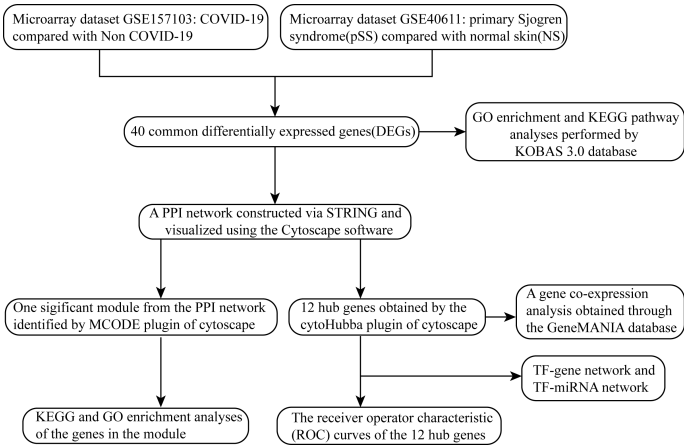 Microarray dataset GSE157103: COVID-19
compared with Non COVID-19
Microarray dataset GSE40611: primary Sjogren
syndrome(pSS) compared with normal skin(NS)
40 common differentially expressed genes(DEGs)
GO enrichment and KEGG pathway
analyses performed by
KOBAS 3.0 database
A PPI network constructed via STRING and
visualized using the Cytoscape software
One sigificant module from the PPI network
identified by MCODE plugin of cytoscape
12 hub genes obtained by the
cytoHubba plugin of cytoscape
A gene co-expression
analysis obtained through
the GeneMANIA database
TF-gene network and
TF-miRNA network
KEGG and GO enrichment analyses
of the genes in the module
The receiver operator characteristic
(ROC) curves of the 12 hub genes